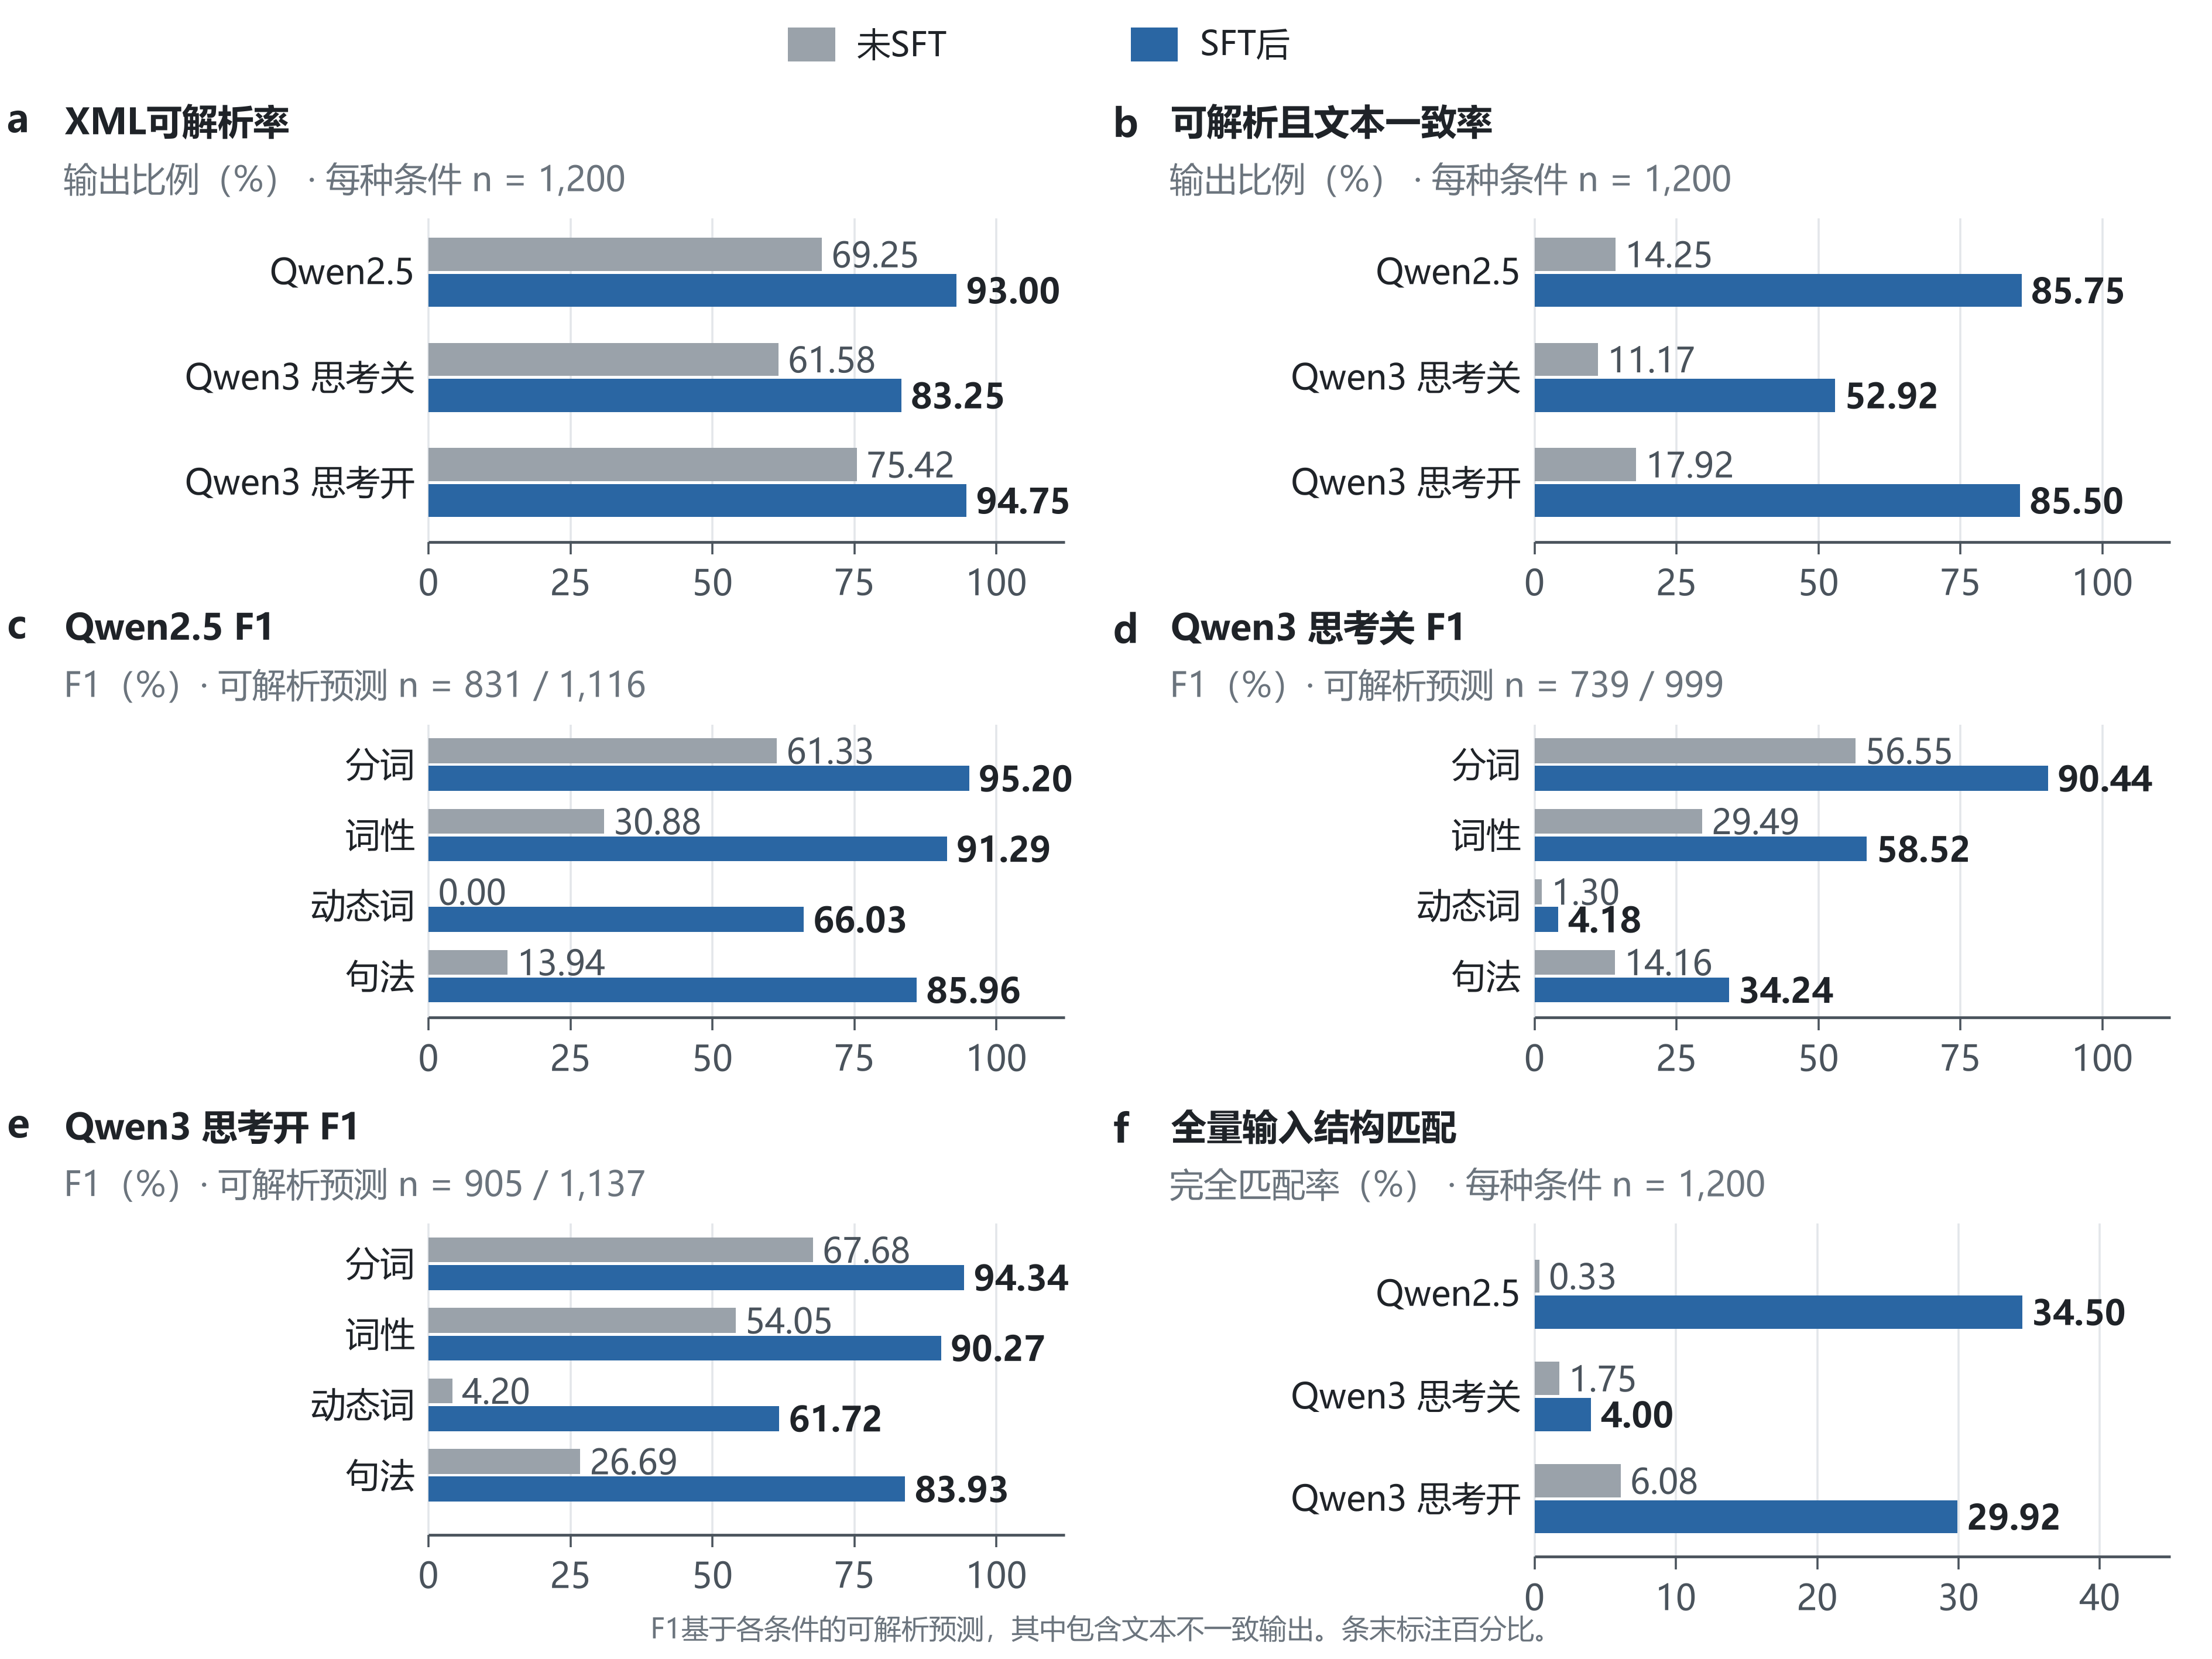 未SFT
SFT后
a XML可解析率
输出比例（%） · 每种条件 n = 1,200
Qwen2.5
69.25
93.00
Qwen3 思考关
61.58
83.25
Qwen3 思考开
75.42
94.75
0 25 50 75 100
b 可解析且文本一致率
输出比例（%） · 每种条件 n = 1,200
Qwen2.5
14.25
85.75
Qwen3 思考关
11.17
52.92
Qwen3 思考开
17.92
85.50
0 25 50 75 100
c Qwen2.5 F1
F1（%）· 可解析预测 n = 831 / 1,116
分词
61.33
95.20
词性
30.88
91.29
动态词
0.00
66.03
句法
13.94
85.96
0 25 50 75 100
d Qwen3 思考关 F1
F1（%）· 可解析预测 n = 739 / 999
分词
56.55
90.44
词性
29.49
58.52
动态词
1.30
4.18
句法
14.16
34.24
0 25 50 75 100
e Qwen3 思考开 F1
F1（%）· 可解析预测 n = 905 / 1,137
分词
67.68
94.34
词性
54.05
90.27
动态词
4.20
61.72
句法
26.69
83.93
0 25 50 75 100
f 全量输入结构匹配
完全匹配率（%） · 每种条件 n = 1,200
Qwen2.5
0.33
34.50
Qwen3 思考关
1.75
4.00
Qwen3 思考开
6.08
29.92
0 10 20 30 40
F1基于各条件的可解析预测，其中包含文本不一致输出。条末标注百分比。